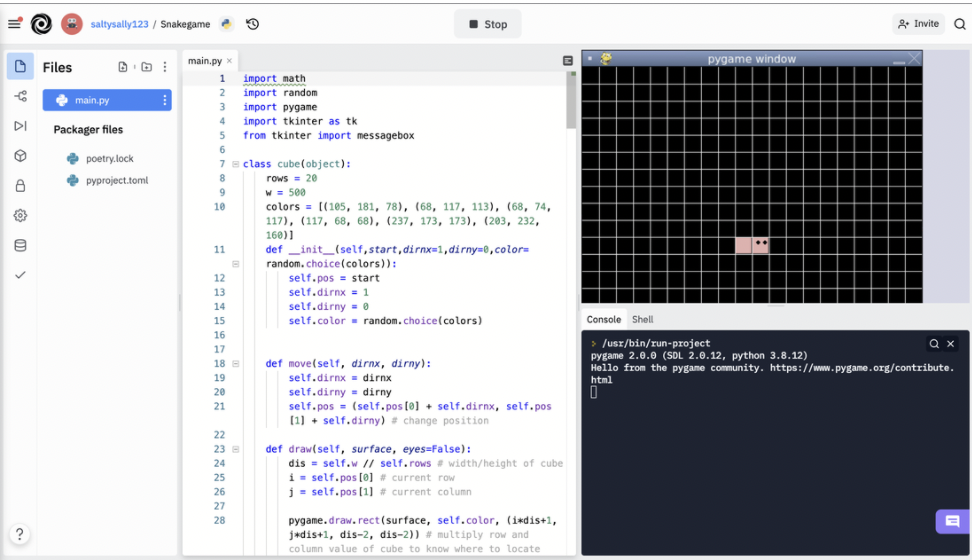 saltysally123 / Snakegame
Stop
Invite
Files
main.py
Packager files
poetry.lock
pyproject.toml
main.py ×
1 import math
2 import random
3 import pygame
4 import tkinter as tk
5 from tkinter import messagebox
6
7 class cube(object):
8 rows = 20
9 w = 500
10 colors = [(105, 181, 78), (68, 117, 113), (68, 74,
117), (117, 68, 68), (237, 173, 173), (203, 232,
160)]
11 def __init__(self,start,dirnx=1,dirny=0,color=
random.choice(colors)):
12 self.pos = start
13 self.dirnx = 1
14 self.dirny = 0
15 self.color = random.choice(colors)
16
17
18 def move(self, dirnx, dirny):
19 self.dirnx = dirnx
20 self.dirny = dirny
21 self.pos = (self.pos[0] + self.dirnx, self.pos
[1] + self.dirny) # change position
22
23 def draw(self, surface, eyes=False):
24 dis = self.w // self.rows # width/height of cube
25 i = self.pos[0] # current row
26 j = self.pos[1] # current column
27
28 pygame.draw.rect(surface, self.color, (i*dis+1,
j*dis+1, dis-2, dis-2)) # multiply row and
column value of cube to know where to locate
pygame window
Console Shell
> /usr/bin/run-project
pygame 2.0.0 (SDL 2.0.12, python 3.8.12)
Hello from the pygame community. https://www.pygame.org/contribute.
html
?